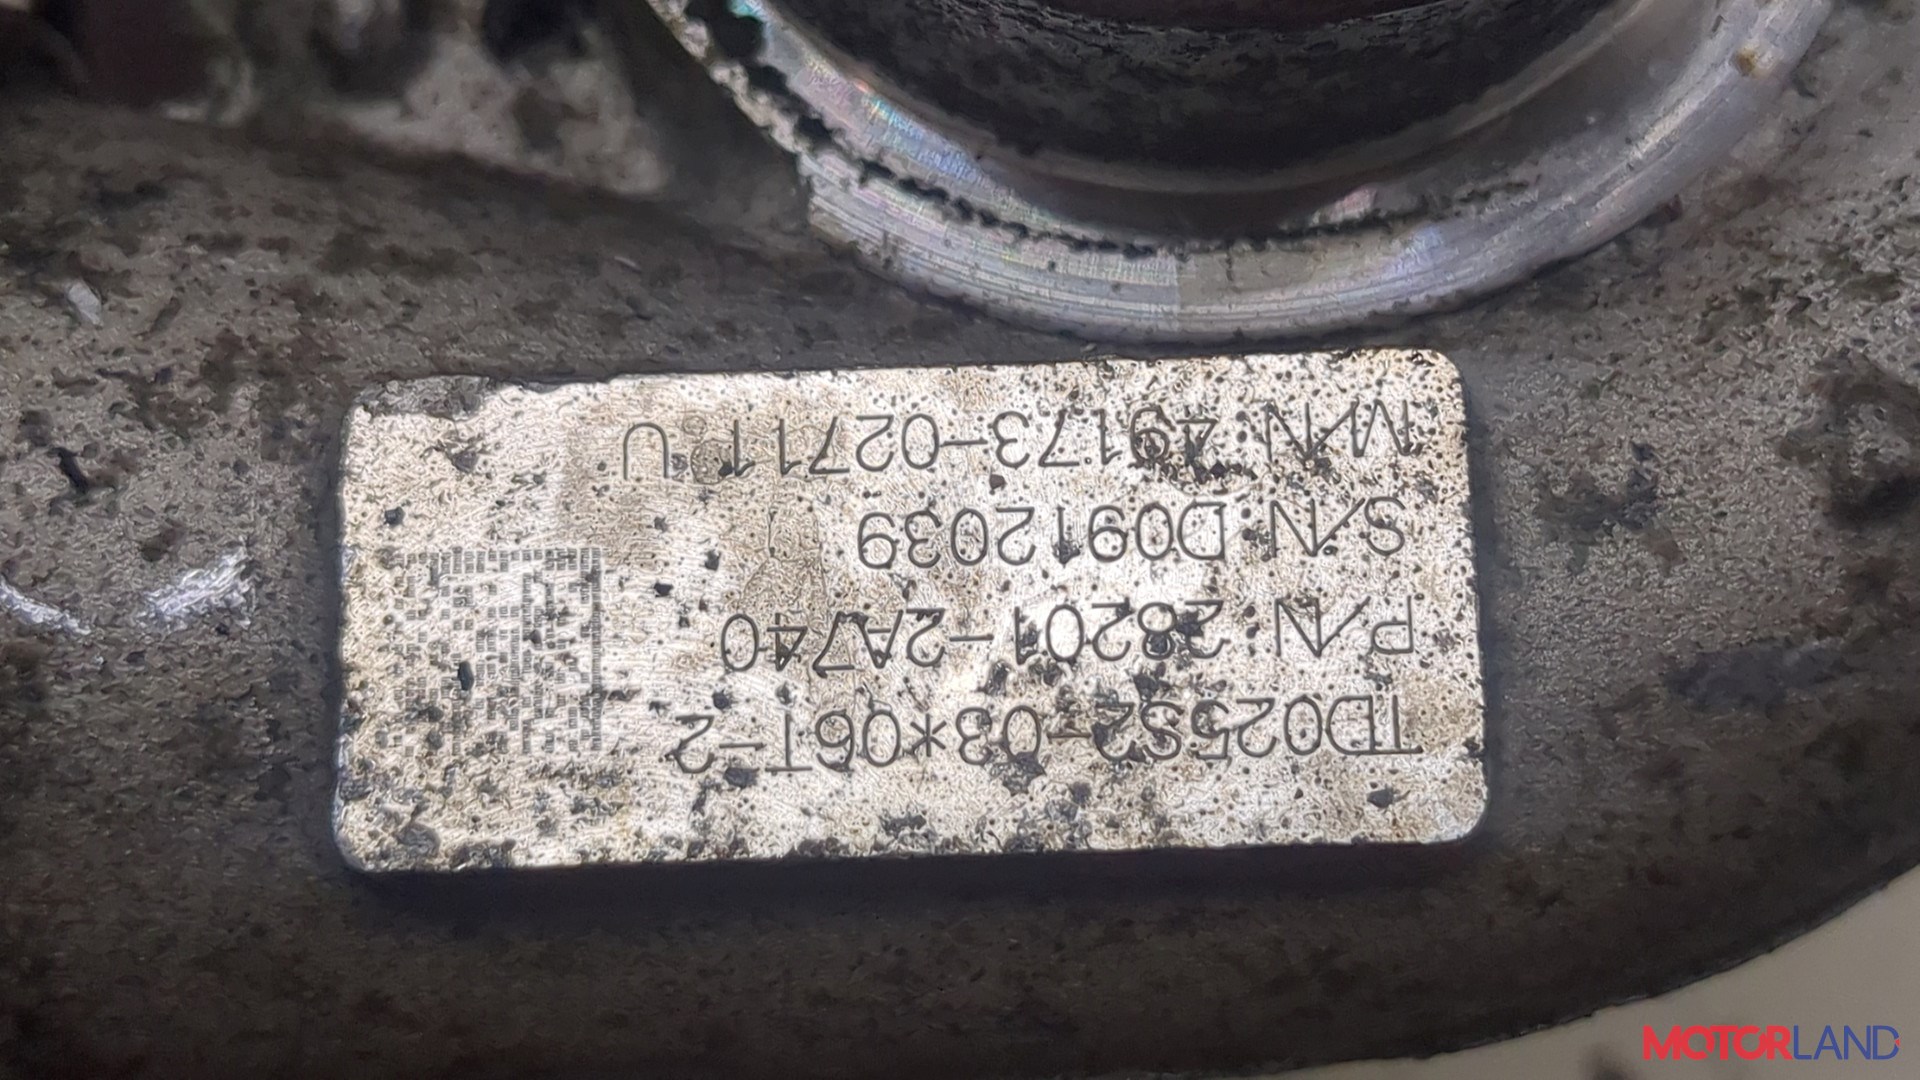 TD025S2-03*06T-2
P/N 28201-2A740
S/N D0912039
M/N 49173-02711 U
MOTORLAND